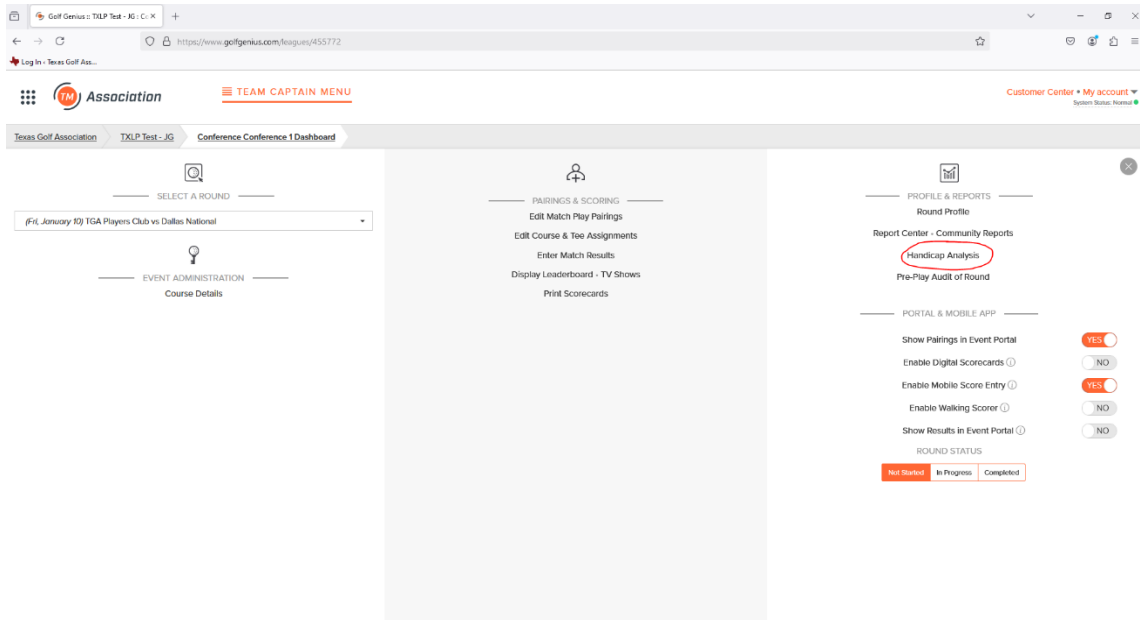 Golf Genius :: TXLP Test - JG : Co
https://www.golfgenius.com/leagues/455772
Log In ‹ Texas Golf Ass...
TM Association
TEAM CAPTAIN MENU
Customer Center • My account
System Status: Normal
Texas Golf Association
TXLP Test - JG
Conference Conference 1 Dashboard
SELECT A ROUND
(Fri, January 10) TGA Players Club vs Dallas National
EVENT ADMINISTRATION
Course Details
PAIRINGS & SCORING
Edit Match Play Pairings
Edit Course & Tee Assignments
Enter Match Results
Display Leaderboard - TV Shows
Print Scorecards
PROFILE & REPORTS
Round Profile
Report Center - Community Reports
Handicap Analysis
Pre-Play Audit of Round
PORTAL & MOBILE APP
Show Pairings in Event Portal YES
Enable Digital Scorecards NO
Enable Mobile Score Entry YES
Enable Walking Scorer NO
Show Results in Event Portal NO
ROUND STATUS
Not Started In Progress Completed